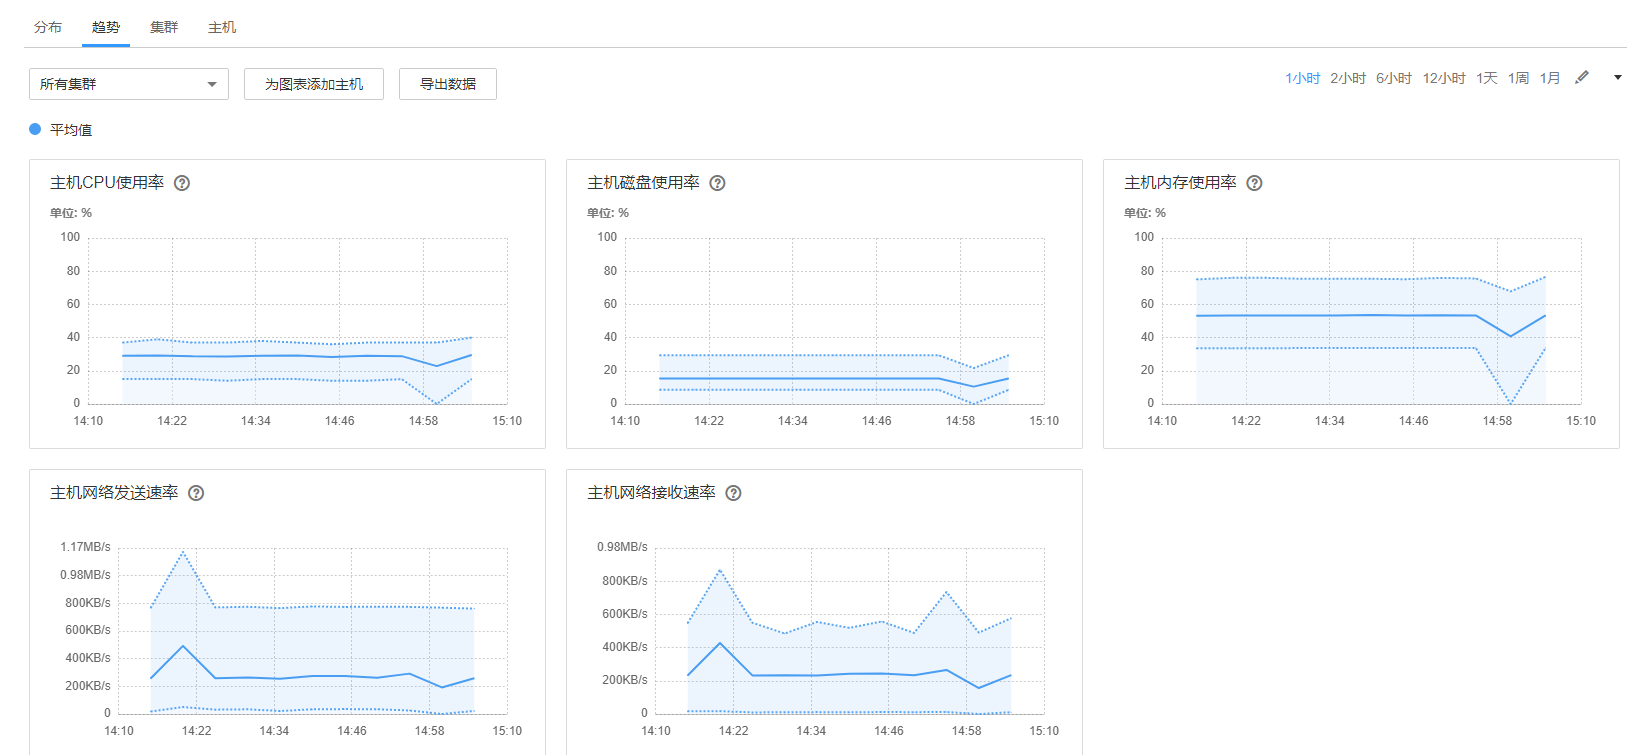 分布 趋势 集群 主机
所有集群 为图表添加主机 导出数据 1小时 2小时 6小时 12小时 1天 1周 1月
平均值
主机CPU使用率 ?
单位: %
100
80
60
40
20
0
14:10 14:22 14:34 14:46 14:58 15:10
主机磁盘使用率 ?
单位: %
100
80
60
40
20
0
14:10 14:22 14:34 14:46 14:58 15:10
主机内存使用率 ?
单位: %
100
80
60
40
20
0
14:10 14:22 14:34 14:46 14:58 15:10
主机网络发送速率 ?
1.17MB/s
0.98MB/s
800KB/s
600KB/s
400KB/s
200KB/s
0
14:10 14:22 14:34 14:46 14:58 15:10
主机网络接收速率 ?
0.98MB/s
800KB/s
600KB/s
400KB/s
200KB/s
0
14:10 14:22 14:34 14:46 14:58 15:10